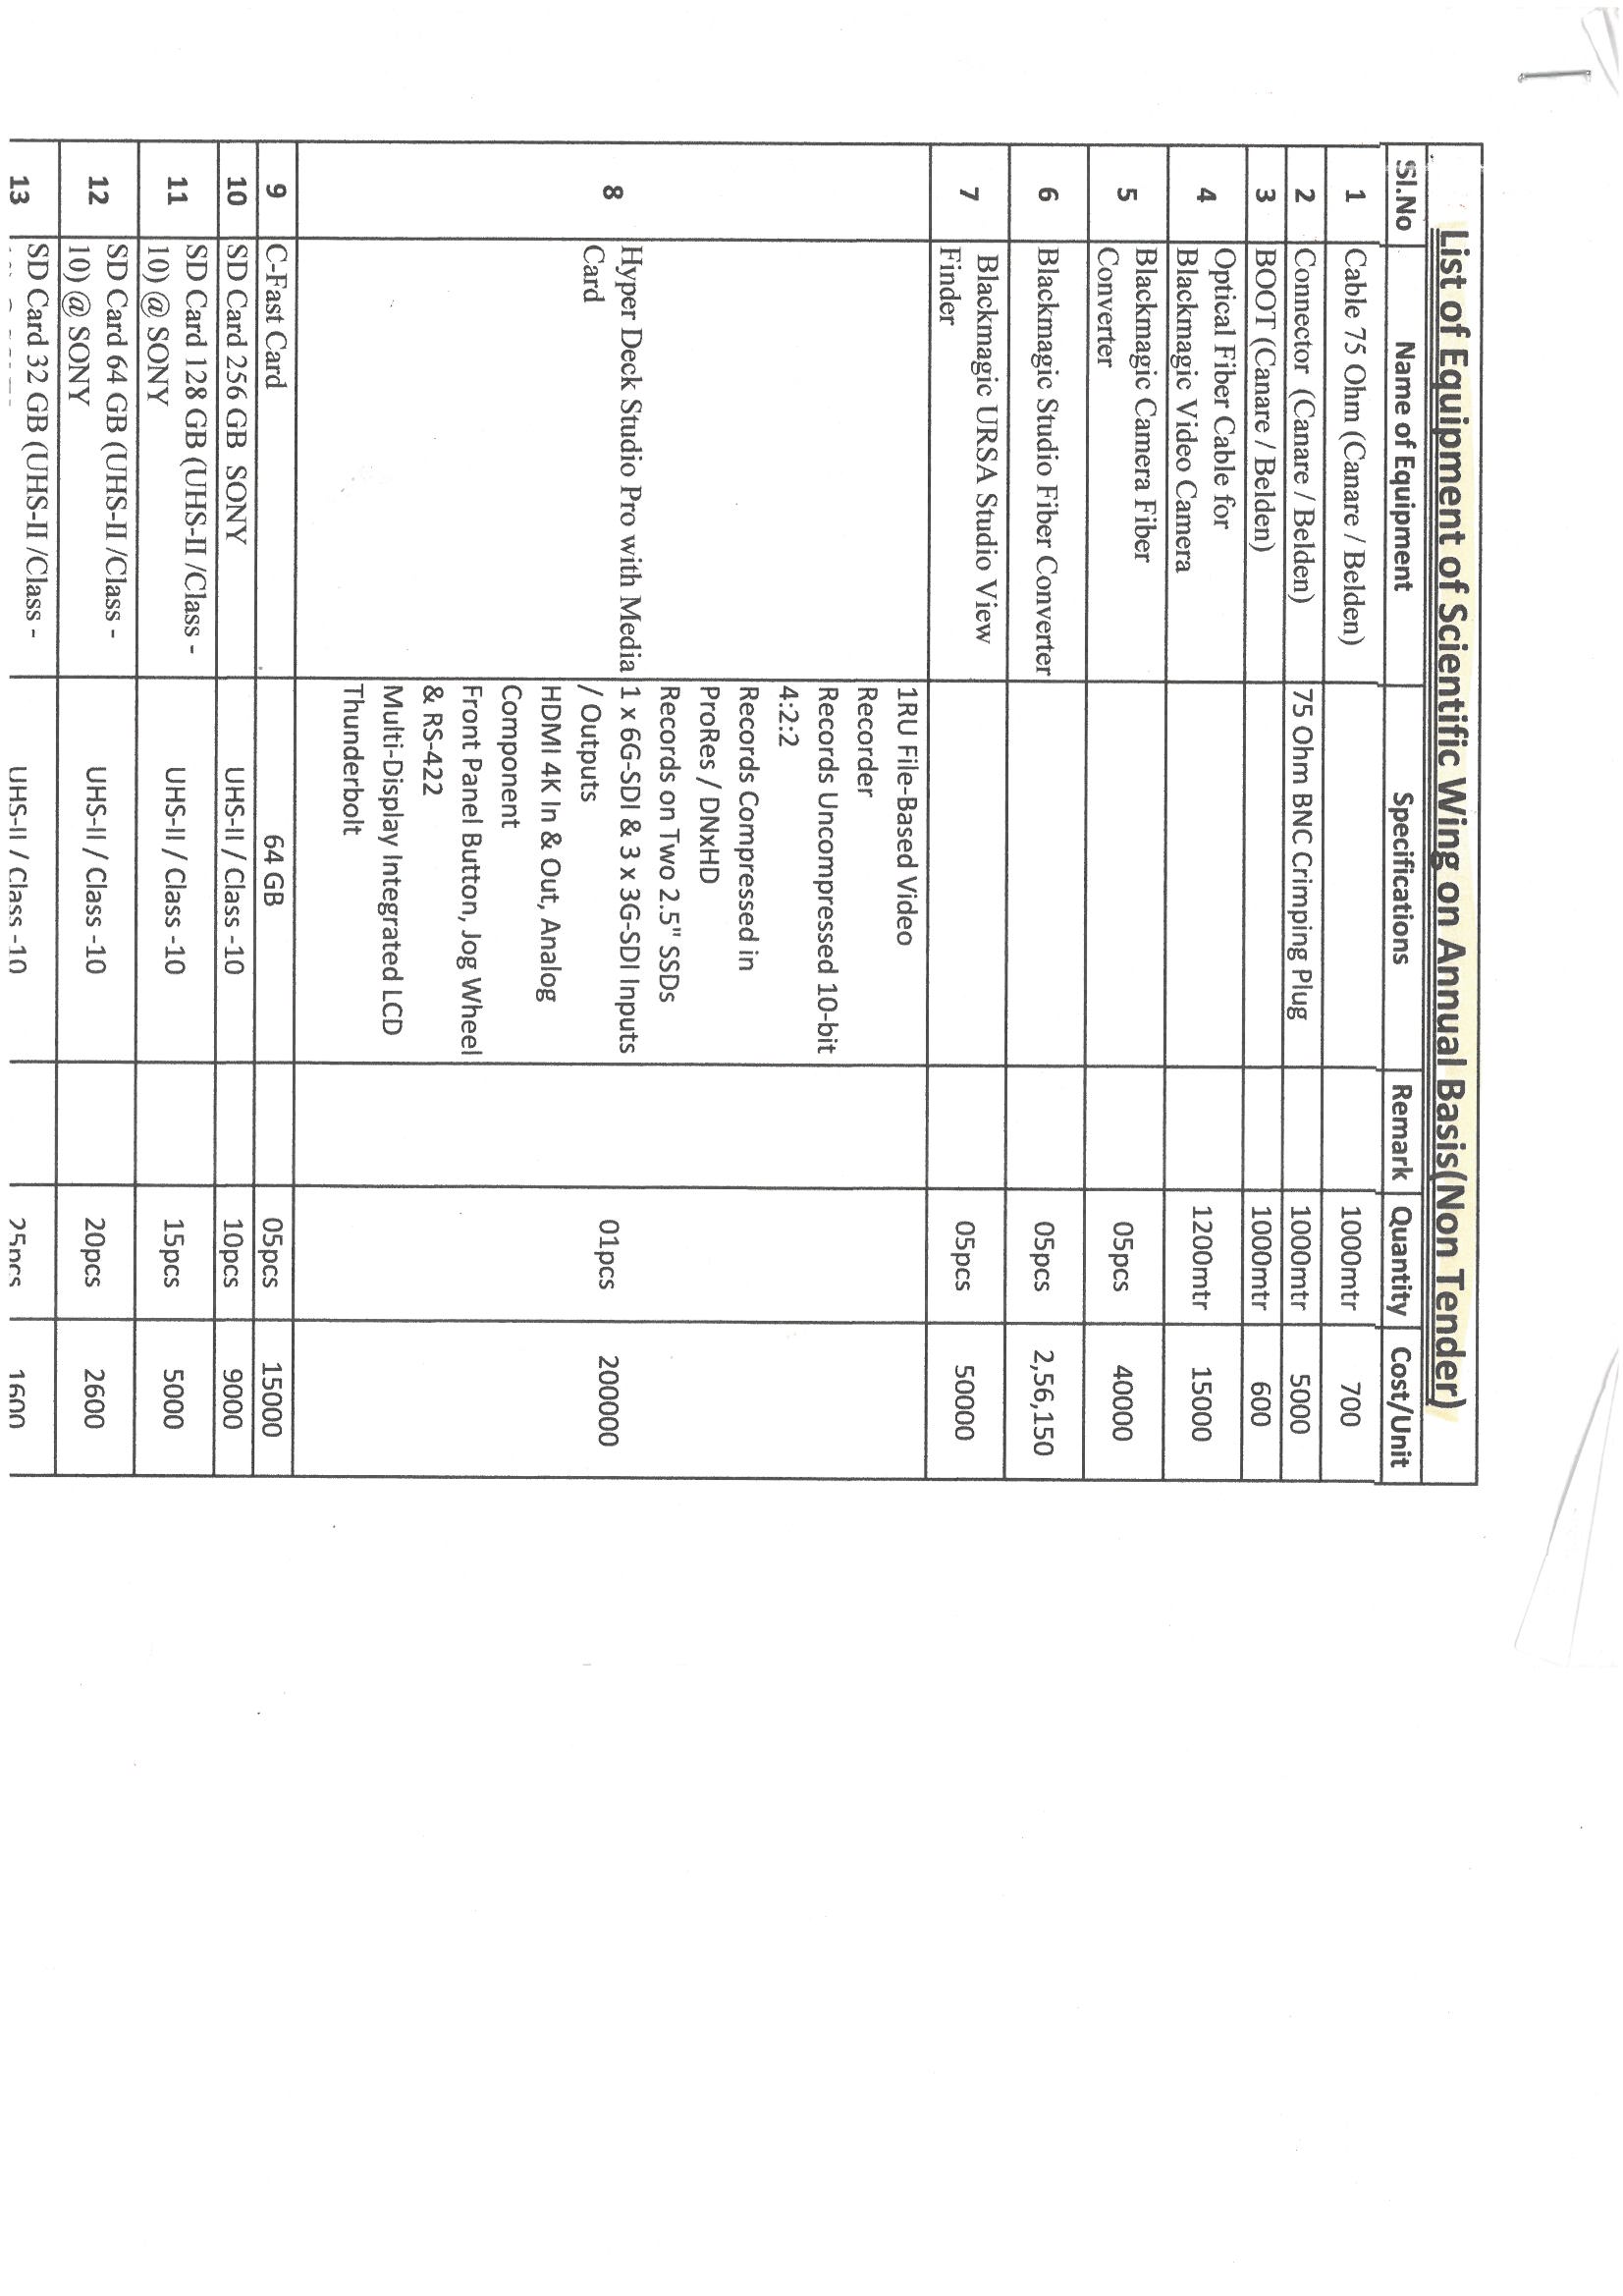 List of Equipment of Scientific Wing on Annual Basis(Non Tender)
Sl.No Name of Equipment Specifications Remark Quantity Cost/Unit
1 Cable 75 Ohm (Canare / Belden) 1000mtr 700
2 Connector (Canare / Belden) 75 Ohm BNC Crimping Plug 1000mtr 5000
3 BOOT (Canare / Belden) 1000mtr 600
4 Optical Fiber Cable for
Blackmagic Video Camera 1200mtr 15000
5 Blackmagic Camera Fiber
Converter 05pcs 40000
6 Blackmagic Studio Fiber Converter 05pcs 2,56,150
7 Blackmagic URSA Studio View
Finder 05pcs 50000
8 Hyper Deck Studio Pro with Media
Card
1RU File-Based Video
Recorder
Records Uncompressed 10-bit
4:2:2
Records Compressed in
ProRes / DNxHD
Records on Two 2.5" SSDs
1 x 6G-SDI & 3 x 3G-SDI Inputs
/ Outputs
HDMI 4K In & Out, Analog
Component
Front Panel Button, Jog Wheel
& RS-422
Multi-Display Integrated LCD
Thunderbolt
01pcs 200000
9 C-Fast Card 64 GB 05pcs 15000
10 SD Card 256 GB SONY UHS-II / Class -10 10pcs 9000
11 SD Card 128 GB (UHS-II /Class -
10) @ SONY UHS-II / Class -10 15pcs 5000
12 SD Card 64 GB (UHS-II /Class -
10) @ SONY UHS-II / Class -10 20pcs 2600
13 SD Card 32 GB (UHS-II /Class - UHS-II / Class -10 25pcs 1600